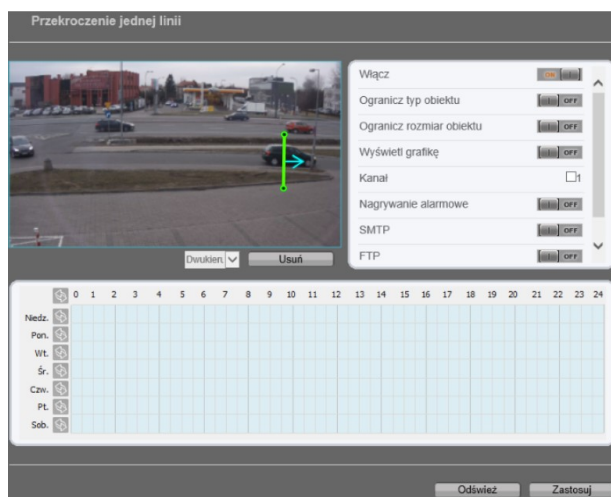 Przekroczenie jednej linii
Włącz ON
Ogranicz typ obiektu OFF
Ogranicz rozmiar obiektu OFF
Wyświetl grafikę OFF
Kanał 1
Nagrywanie alarmowe OFF
SMTP OFF
FTP OFF
Dwukien. Usuń
0 1 2 3 4 5 6 7 8 9 10 11 12 13 14 15 16 17 18 19 20 21 22 23 24
Niedz.
Pon.
Wt.
Śr.
Czw.
Pt.
Sob.
Odśwież Zastosuj